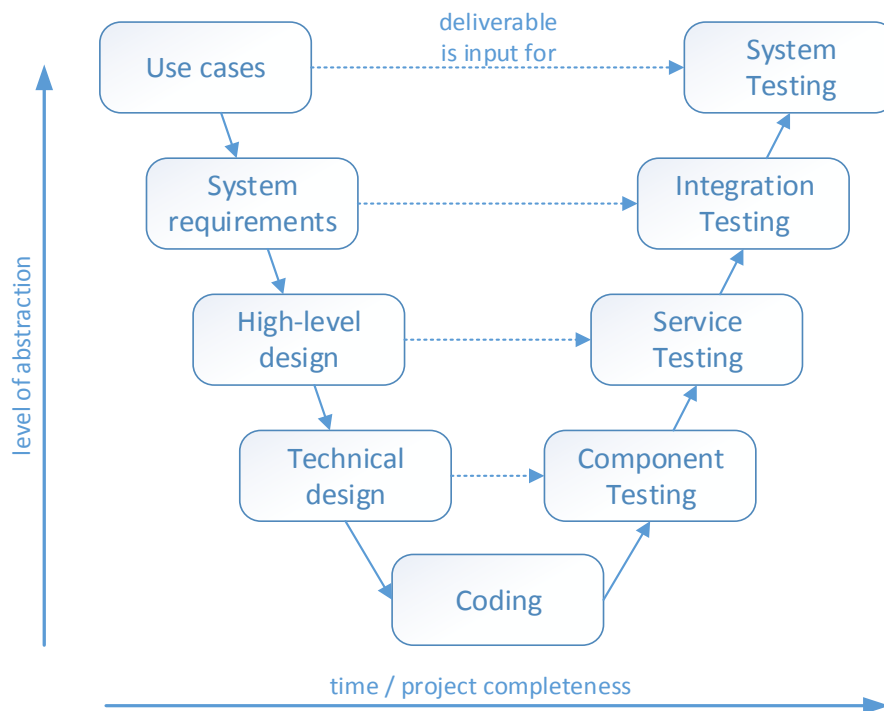 deliverable
is input for
Use cases
System
Testing
System
requirements
Integration
Testing
High-level
design
Service
Testing
Technical
design
Component
Testing
Coding
level of abstraction
time / project completeness